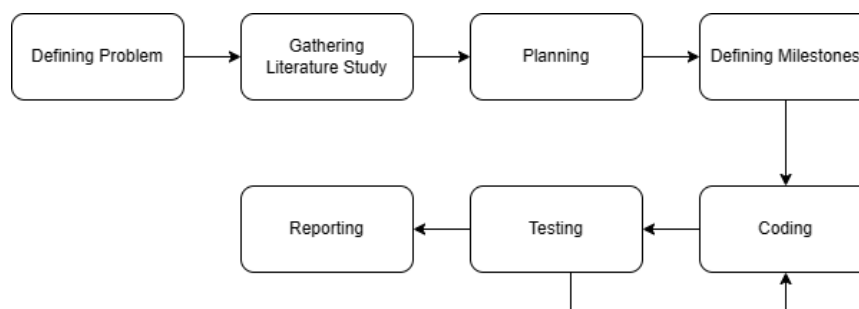 Defining Problem
Gathering
Literature Study
Planning
Defining Milestones
Reporting
Testing
Coding